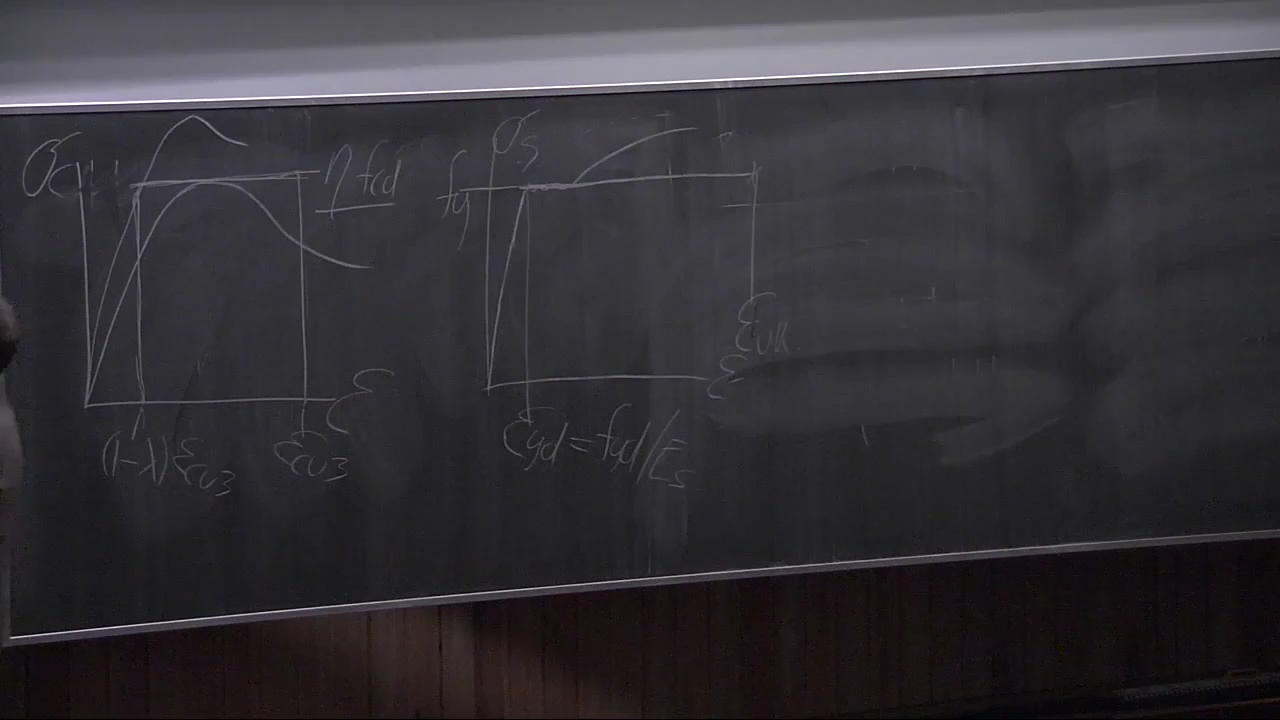 σc
η fcd
ε
(1-λ)εcu3
εcu3
σs
fy
εuk
ε
εyd = fyd/Es